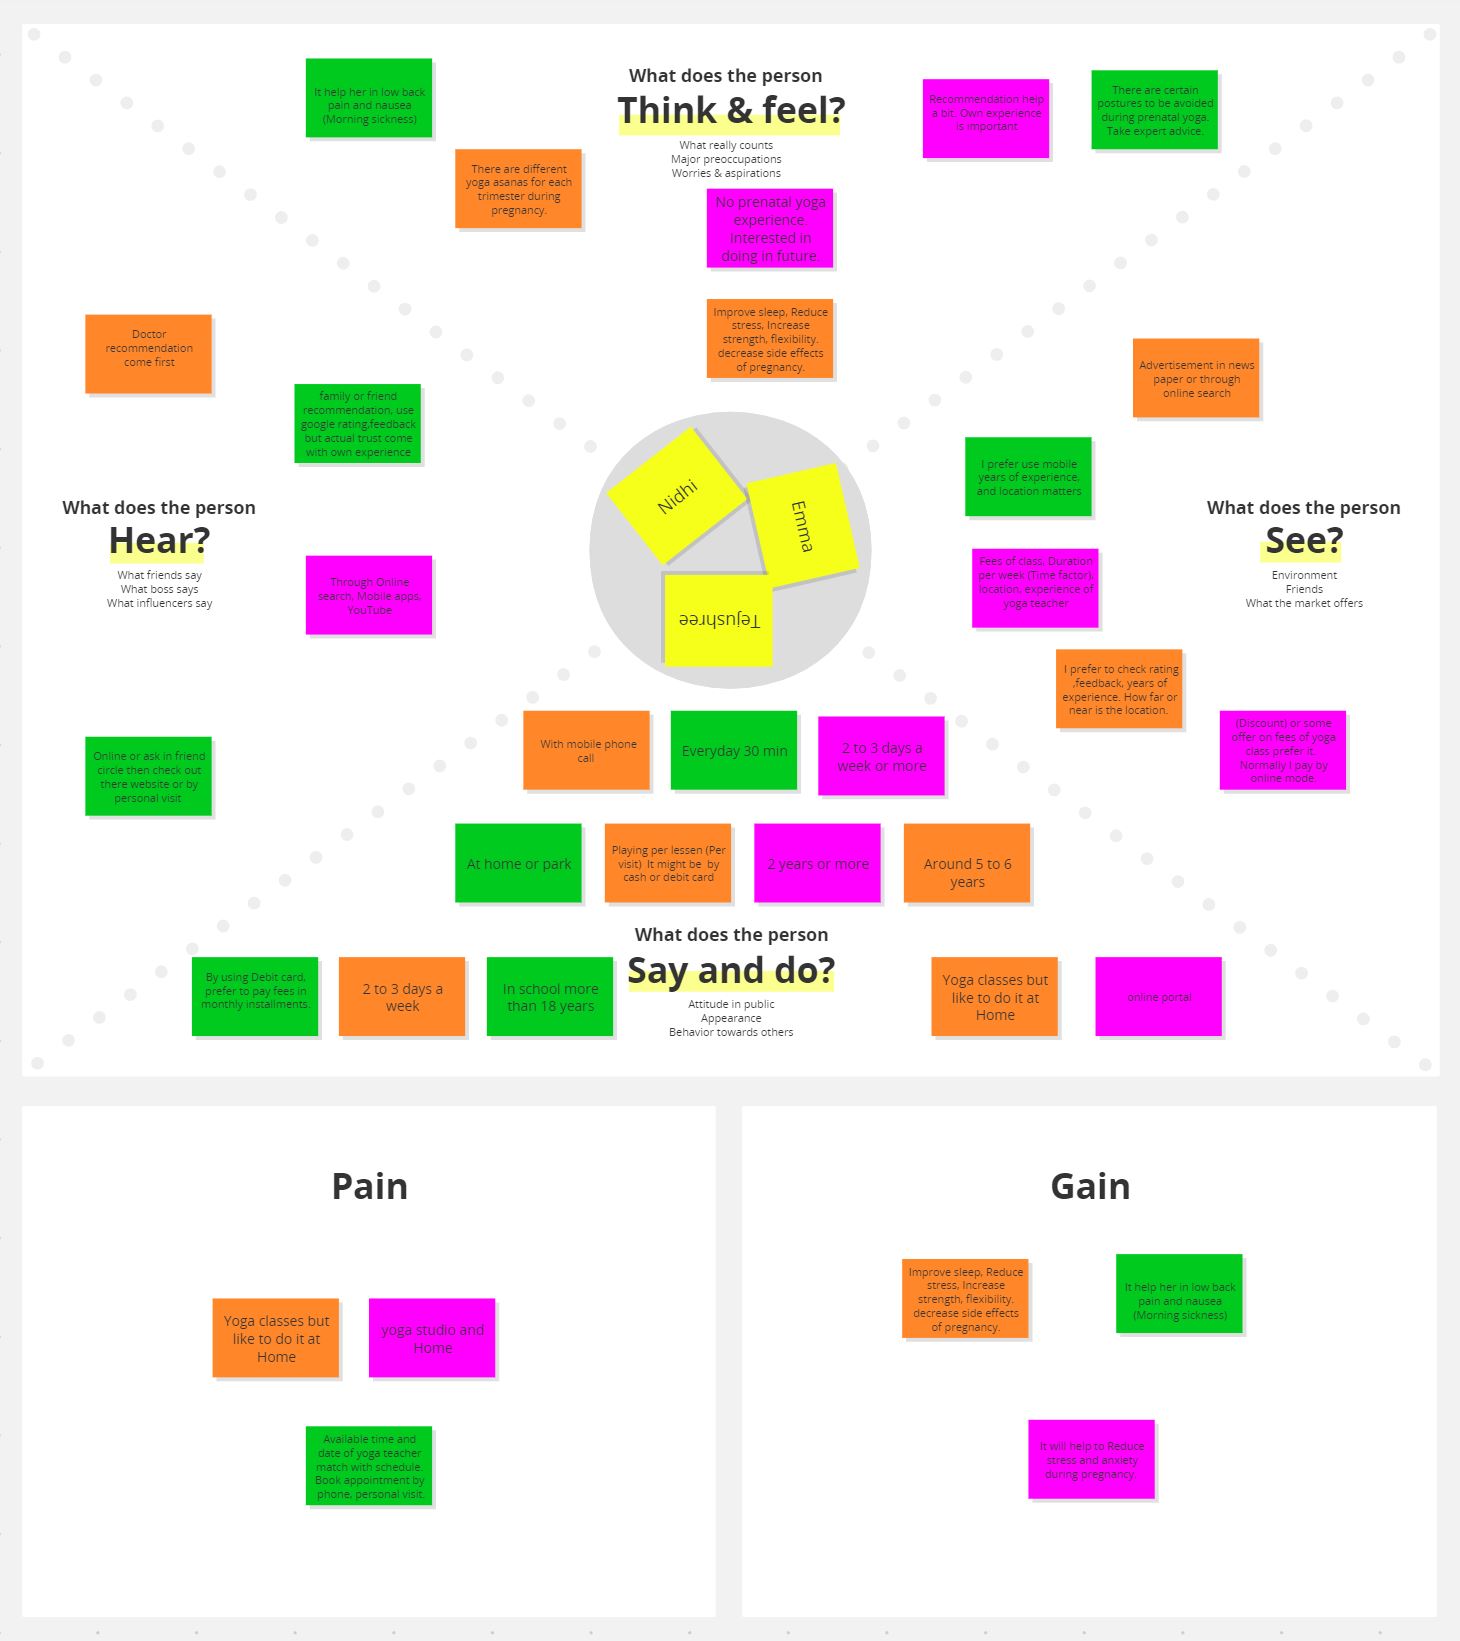 What does the person
Think & feel?
What really counts
Major preoccupations
Worries & aspirations
It help her in low back
pain and nausea
(Morning sickness)
There are different
yoga asanas for each
trimester during
pregnancy.
No prenatal yoga
experience.
Interested in
doing in future.
Improve sleep, Reduce
stress, Increase
strength, flexibility.
decrease side effects
of pregnancy.
Recommendation help
a bit. Own experience
is important
There are certain
postures to be avoided
during prenatal yoga.
Take expert advice.
Doctor
recommendation
come first
family or friend
recommendation, use
google rating,feedback
but actual trust come
with own experience
What does the person
Hear?
What friends say
What boss says
What influencers say
Through Online
search, Mobile apps,
YouTube
Online or ask in friend
circle then check out
there website or by
personal visit
Nidhi
Emma
Tejushree
Advertisement in news
paper or through
online search
I prefer use mobile
years of experience,
and location matters
What does the person
See?
Environment
Friends
What the market offers
Fees of class, Duration
per week (Time factor),
location, experience of
yoga teacher
I prefer to check rating
,feedback, years of
experience. How far or
near is the location.
(Discount) or some
offer on fees of yoga
class prefer it.
Normally I pay by
online mode.
With mobile phone
call
Everyday 30 min
2 to 3 days a
week or more
At home or park
Playing per lessen (Per
visit) It might be by
cash or debit card
2 years or more
Around 5 to 6
years
What does the person
Say and do?
Attitude in public
Appearance
Behavior towards others
By using Debit card,
prefer to pay fees in
monthly installments.
2 to 3 days a
week
In school more
than 18 years
Yoga classes but
like to do it at
Home
online portal
Pain
Yoga classes but
like to do it at
Home
yoga studio and
Home
Available time and
date of yoga teacher
match with schedule.
Book appointment by
phone, personal visit.
Gain
Improve sleep, Reduce
stress, Increase
strength, flexibility.
decrease side effects
of pregnancy.
It help her in low back
pain and nausea
(Morning sickness)
It will help to Reduce
stress and anxiety
during pregnancy.